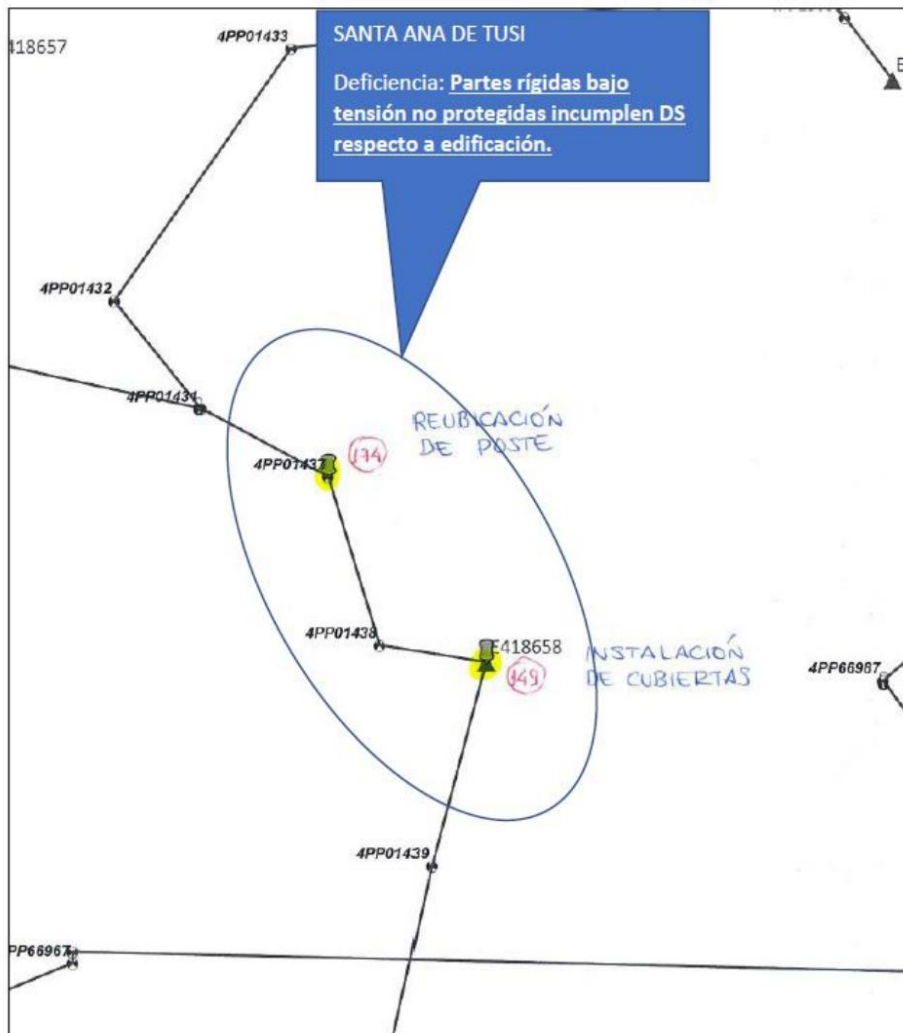 418657
4PP01433
SANTA ANA DE TUSI
Deficiencia: Partes rígidas bajo
tensión no protegidas incumplen DS
respecto a edificación.
E
4PP01432
4PP01431
REUBICACIÓN
DE POSTE
4PP01437
174
4PP01438
E418658
INSTALACIÓN
DE CUBIERTAS
149
4PP66967
4PP01439
PP66967